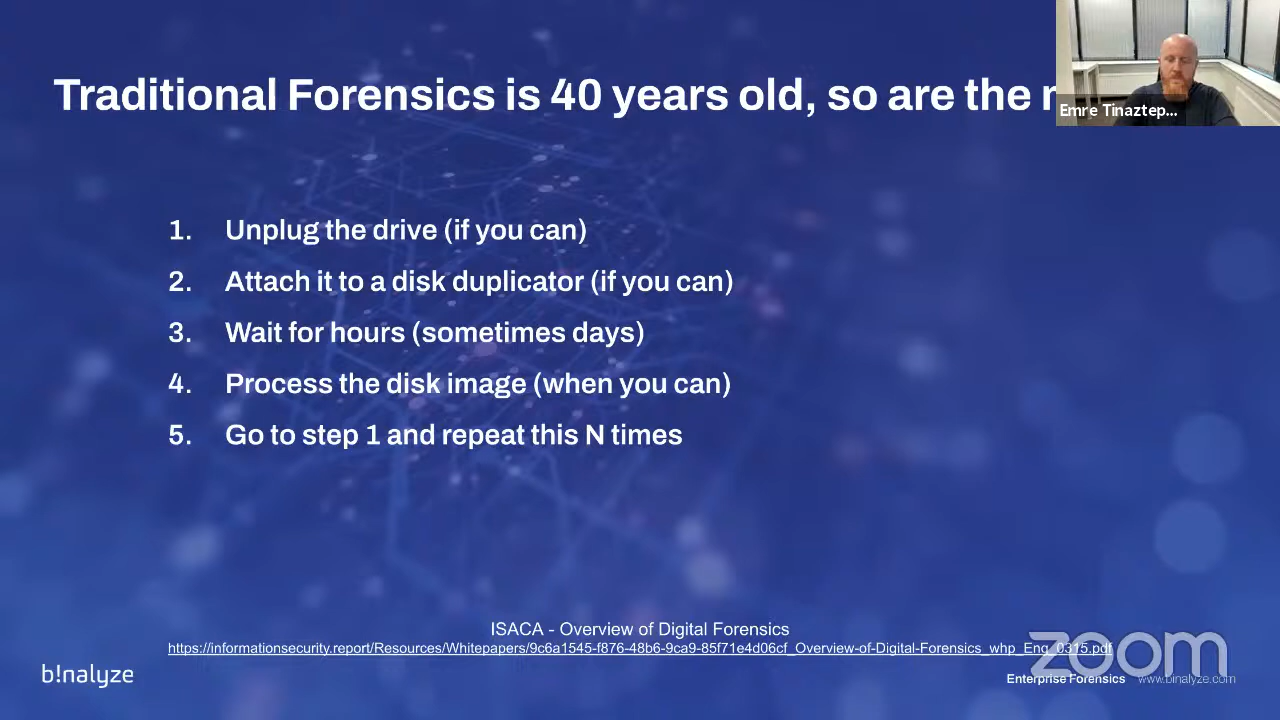 Traditional Forensics is 40 years old, so are the
Emre Tinaztep...
1. Unplug the drive (if you can)
2. Attach it to a disk duplicator (if you can)
3. Wait for hours (sometimes days)
4. Process the disk image (when you can)
5. Go to step 1 and repeat this N times
ISACA - Overview of Digital Forensics
https://informationsecurity.report/Resources/Whitepapers/9c6a1545-f876-48b6-9ca9-85f71e4d06cf_Overview-of-Digital-Forensics_whp_Eng_0315.pdf
zoom
b!nalyze
Enterprise Forensics www.binalyze.com